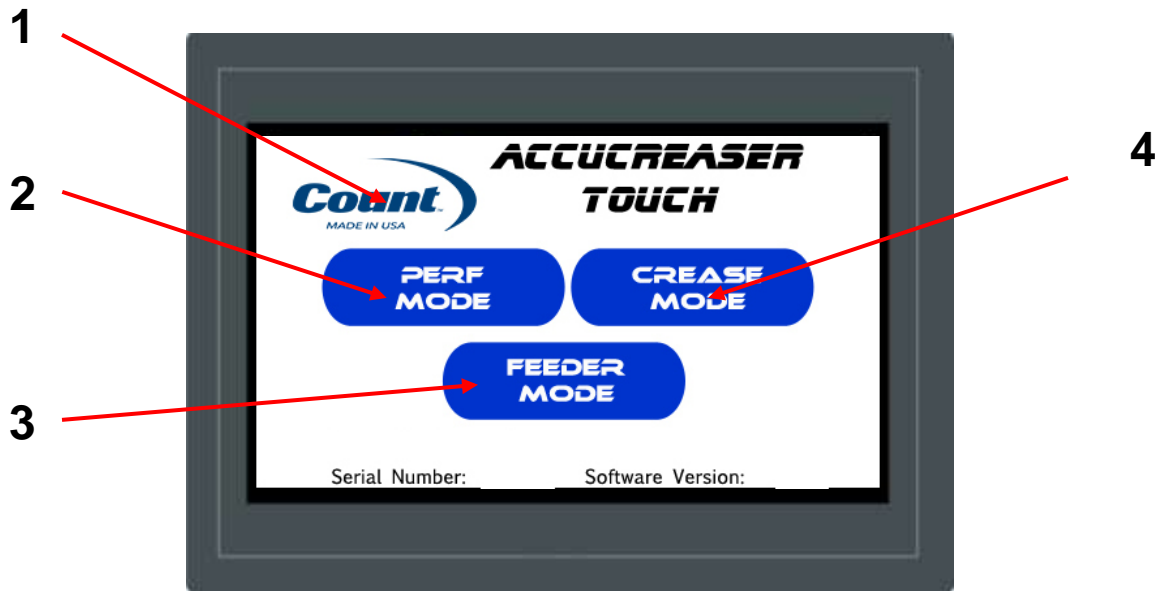 1
2
3
4
Count™
MADE IN USA
ACCUCREASER
TOUCH
PERF
MODE
CREASE
MODE
FEEDER
MODE
Serial Number:
Software Version: